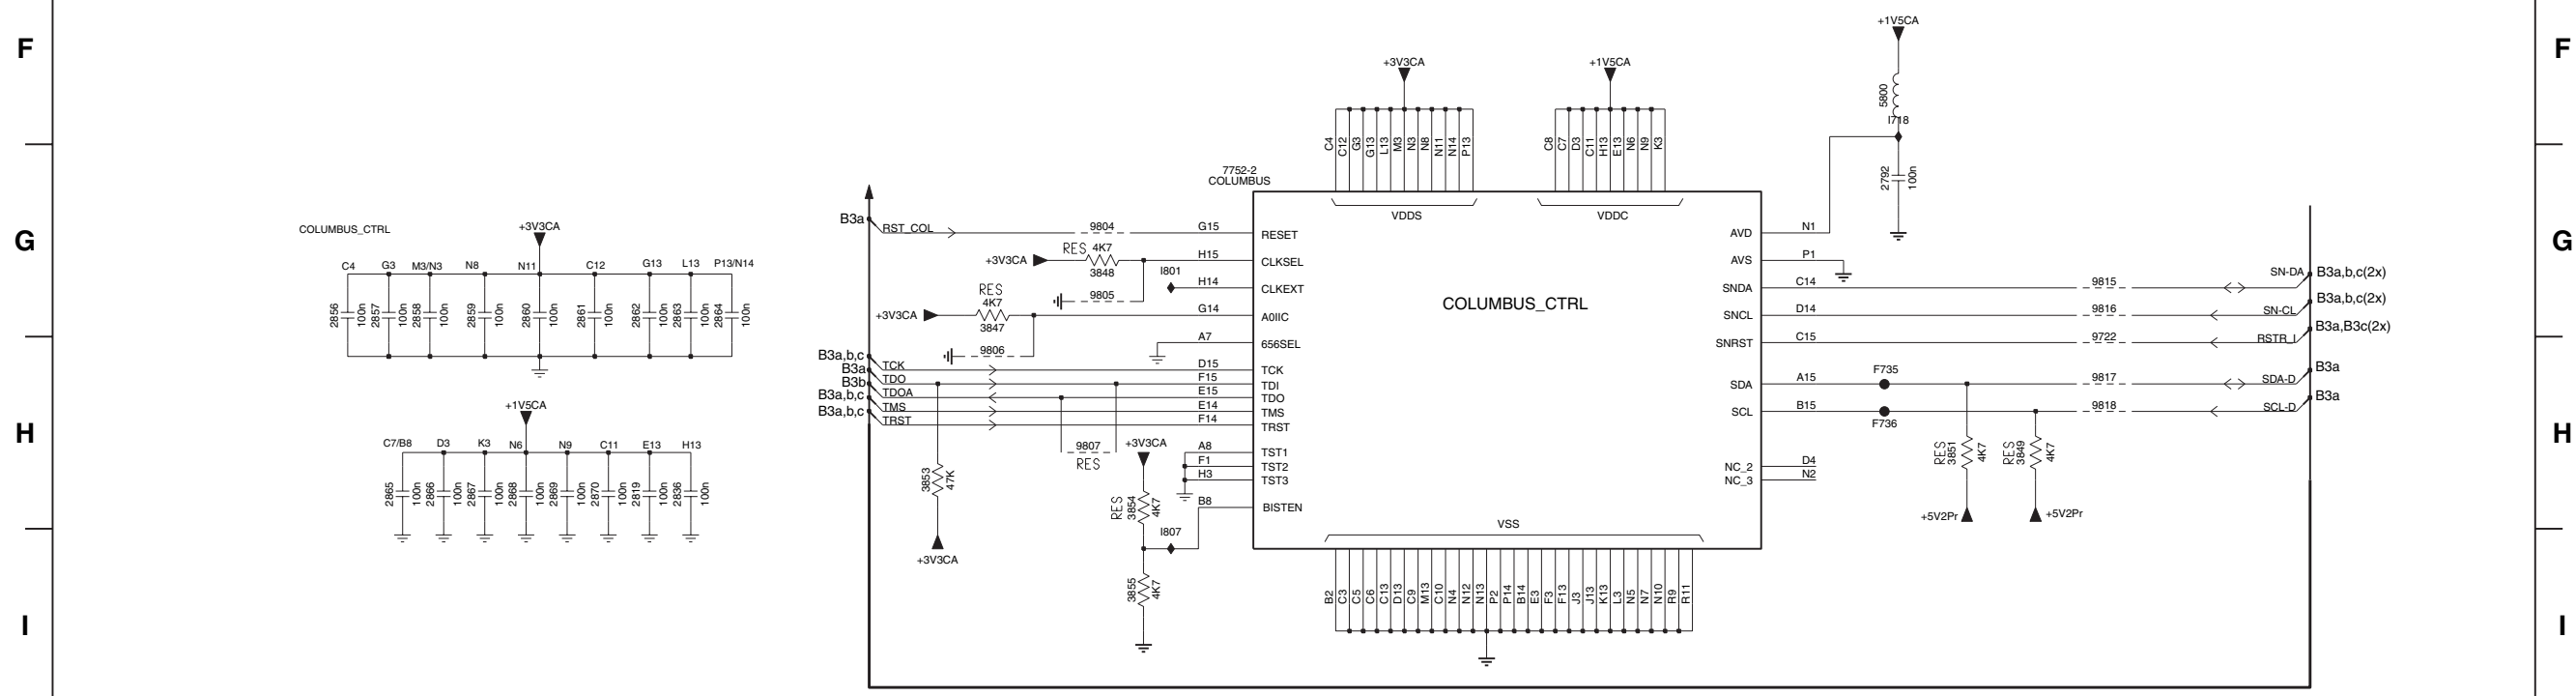 F
F
+1V5CA
+3V3CA
+1V5CA
5800
I718
C4 C12 G3 G13 L13 M3 N3 N8 N11 N14 P13
C8 C7 D3 C11 H13 E13 N6 N9 K3
2792 100n
7752-2
COLUMBUS
VDDS
VDDC
G
G
COLUMBUS_CTRL
+3V3CA
C4 G3 M3/N3 N8 N11 C12 G13 L13 P13/N14
2856 100n 2857 100n 2858 100n 2859 100n 2860 100n 2861 100n 2862 100n 2863 100n 2864 100n
B3a RST_COL 9804 G15 RESET
RES 4K7
+3V3CA 3848 H15 CLKSEL
I801
9805 H14 CLKEXT
RES
4K7
+3V3CA 3847 G14 A0IIC
9806 A7 656SEL
COLUMBUS_CTRL
AVD N1
AVS P1
SNDA C14 9815 SN-DA B3a,b,c(2x)
SNCL D14 9816 SN-CL B3a,b,c(2x)
SNRST C15 9722 RSTR_I B3a,B3c(2x)
B3a,b,c TCK D15 TCK
B3a TDO F15 TDI
B3b TDOA E15 TDO
B3a,b,c TMS E14 TMS
B3a,b,c TRST F14 TRST
SDA A15 F735 9817 SDA-D B3a
SCL B15 F736 9818 SCL-D B3a
H
H
+1V5CA
C7/B8 D3 K3 N6 N9 C11 E13 H13
2865 100n 2866 100n 2867 100n 2868 100n 2869 100n 2870 100n 2819 100n 2836 100n
9807
RES
+3V3CA
3853 47K
+3V3CA
RES 3854 4K7
I807
3855 4K7
A8 TST1
F1 TST2
H3 TST3
B8 BISTEN
NC_2 D4
NC_3 N2
RES 3851 4K7
RES 3849 4K7
+5V2Pr
+5V2Pr
VSS
B2 C3 C5 C6 C13 D13 C9 M13 C10 N4 N12 N13 P2 P14 B14 E3 F3 F13 J3 J13 K13 L3 N5 N7 N10 R9 R11
I
I